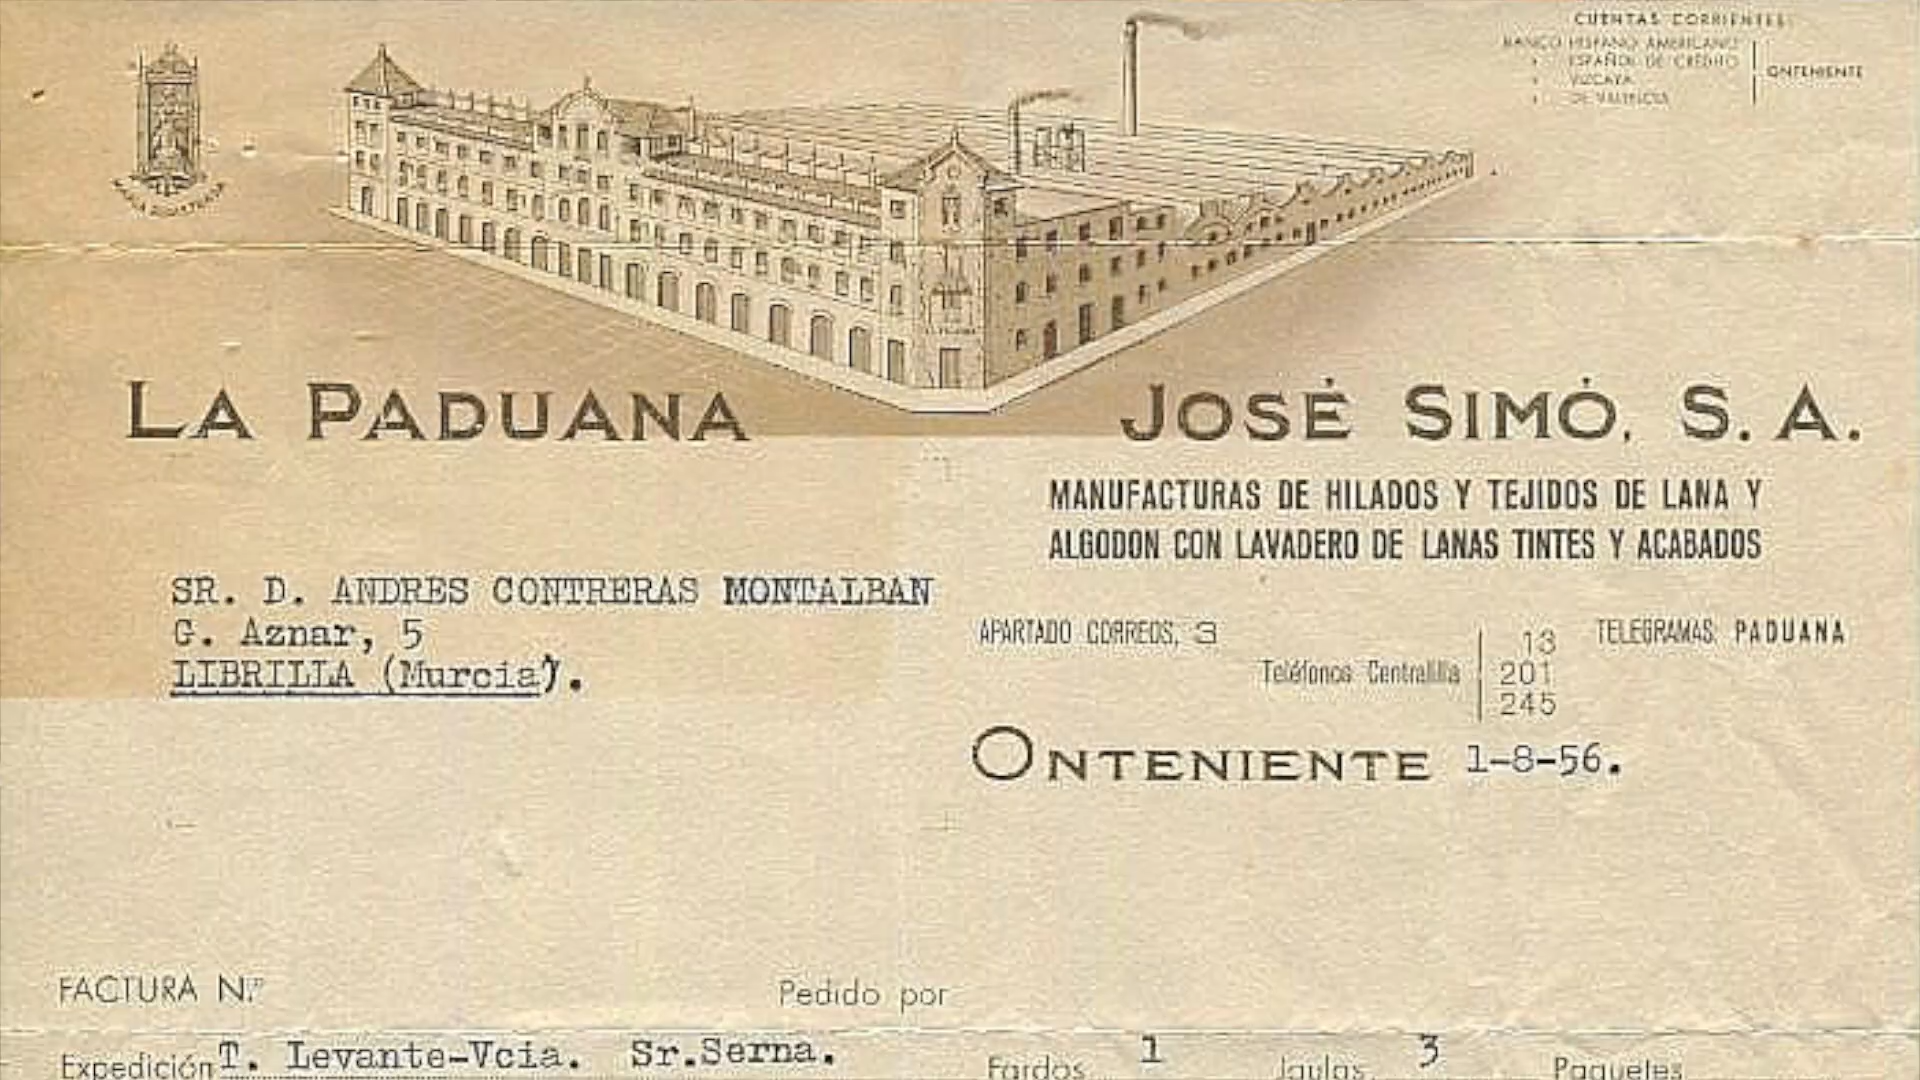 CUENTAS CORRIENTES:
BANCO HISPANO AMERICANO
» ESPAÑOL DE CREDITO
» VIZCAYA
» DE VALENCIA
ONTENIENTE
LA PADUANA
JOSÉ SIMÓ, S. A.
MANUFACTURAS DE HILADOS Y TEJIDOS DE LANA Y
ALGODON CON LAVADERO DE LANAS TINTES Y ACABADOS
SR. D. ANDRES CONTRERAS MONTALBAN
G. Aznar, 5
LIBRILLA (Murcia).
APARTADO CORREOS, 3
Teléfonos Centralilla
13
201
245
TELEGRAMAS PADUANA
ONTENIENTE 1-8-56.
FACTURA N.º
Pedido por
Expedición T. Levante-Vcia. Sr.Serna.
Fardos 1 Jaulas 3 Paquetes